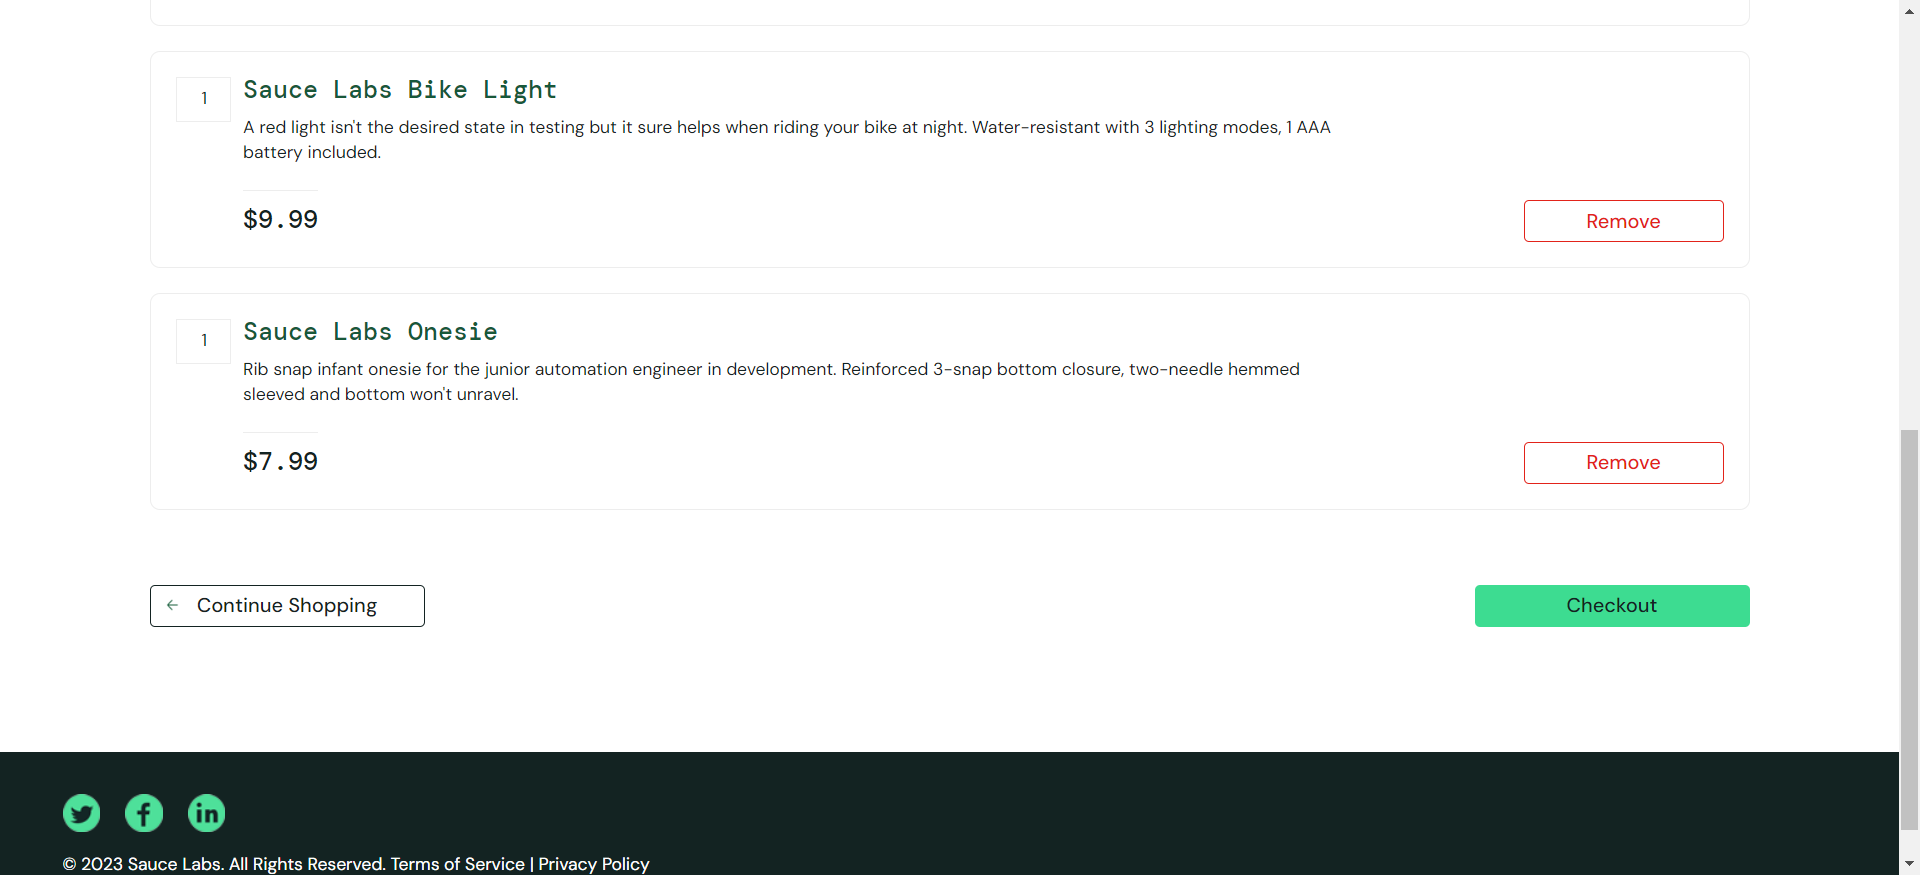 1
Sauce Labs Bike Light
A red light isn't the desired state in testing but it sure helps when riding your bike at night. Water-resistant with 3 lighting modes, 1 AAA
battery included.
$9.99
Remove
1
Sauce Labs Onesie
Rib snap infant onesie for the junior automation engineer in development. Reinforced 3-snap bottom closure, two-needle hemmed
sleeved and bottom won't unravel.
$7.99
Remove
Continue Shopping
Checkout
© 2023 Sauce Labs. All Rights Reserved. Terms of Service | Privacy Policy